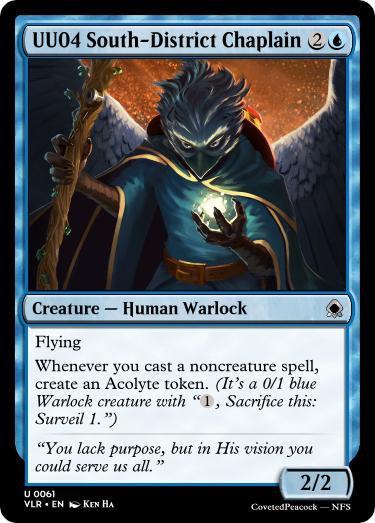 UU04 South-District Chaplain 2
Creature — Human Warlock
Flying
Whenever you cast a noncreature spell,
create an Acolyte token. (It's a 0/1 blue
Warlock creature with “1, Sacrifice this:
Surveil 1.”)
“You lack purpose, but in His vision you
could serve us all.”
2/2
U 0061
VLR • EN Ken Ha
CovetedPeacock — NFS